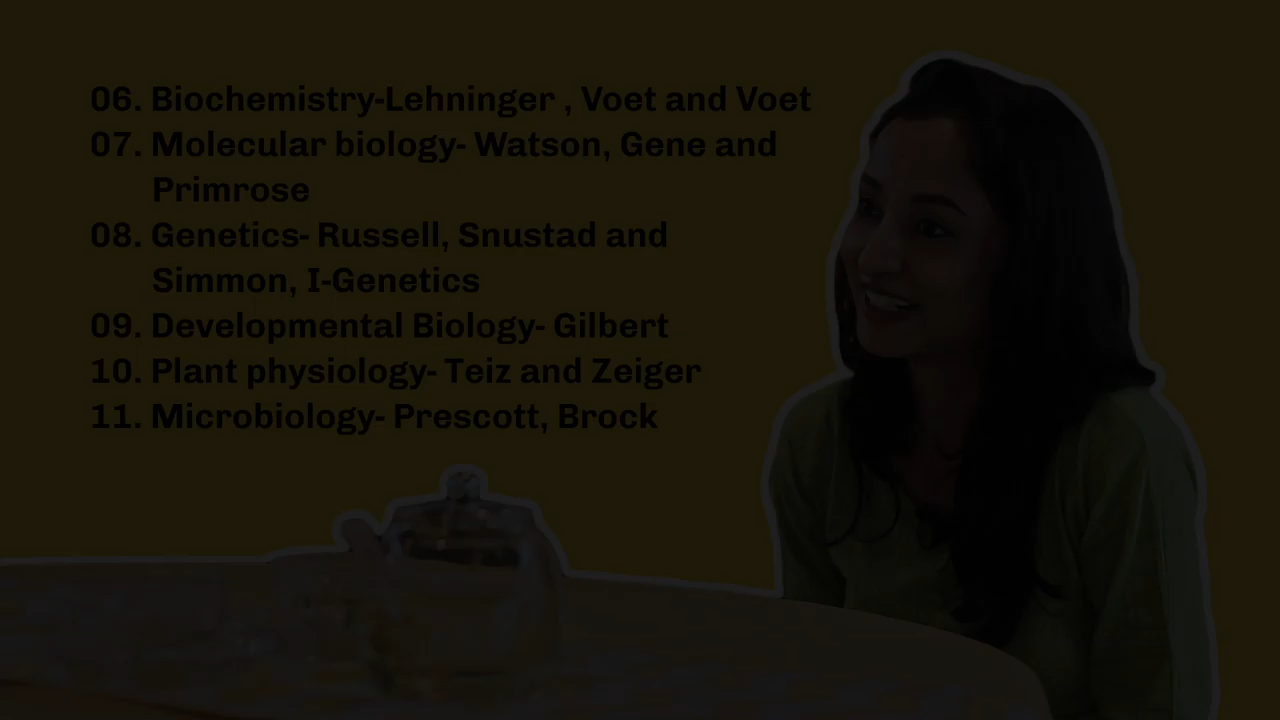 06. Biochemistry-Lehninger , Voet and Voet
07. Molecular biology- Watson, Gene and
Primrose
08. Genetics- Russell, Snustad and
Simmon, I-Genetics
09. Developmental Biology- Gilbert
10. Plant physiology- Teiz and Zeiger
11. Microbiology- Prescott, Brock